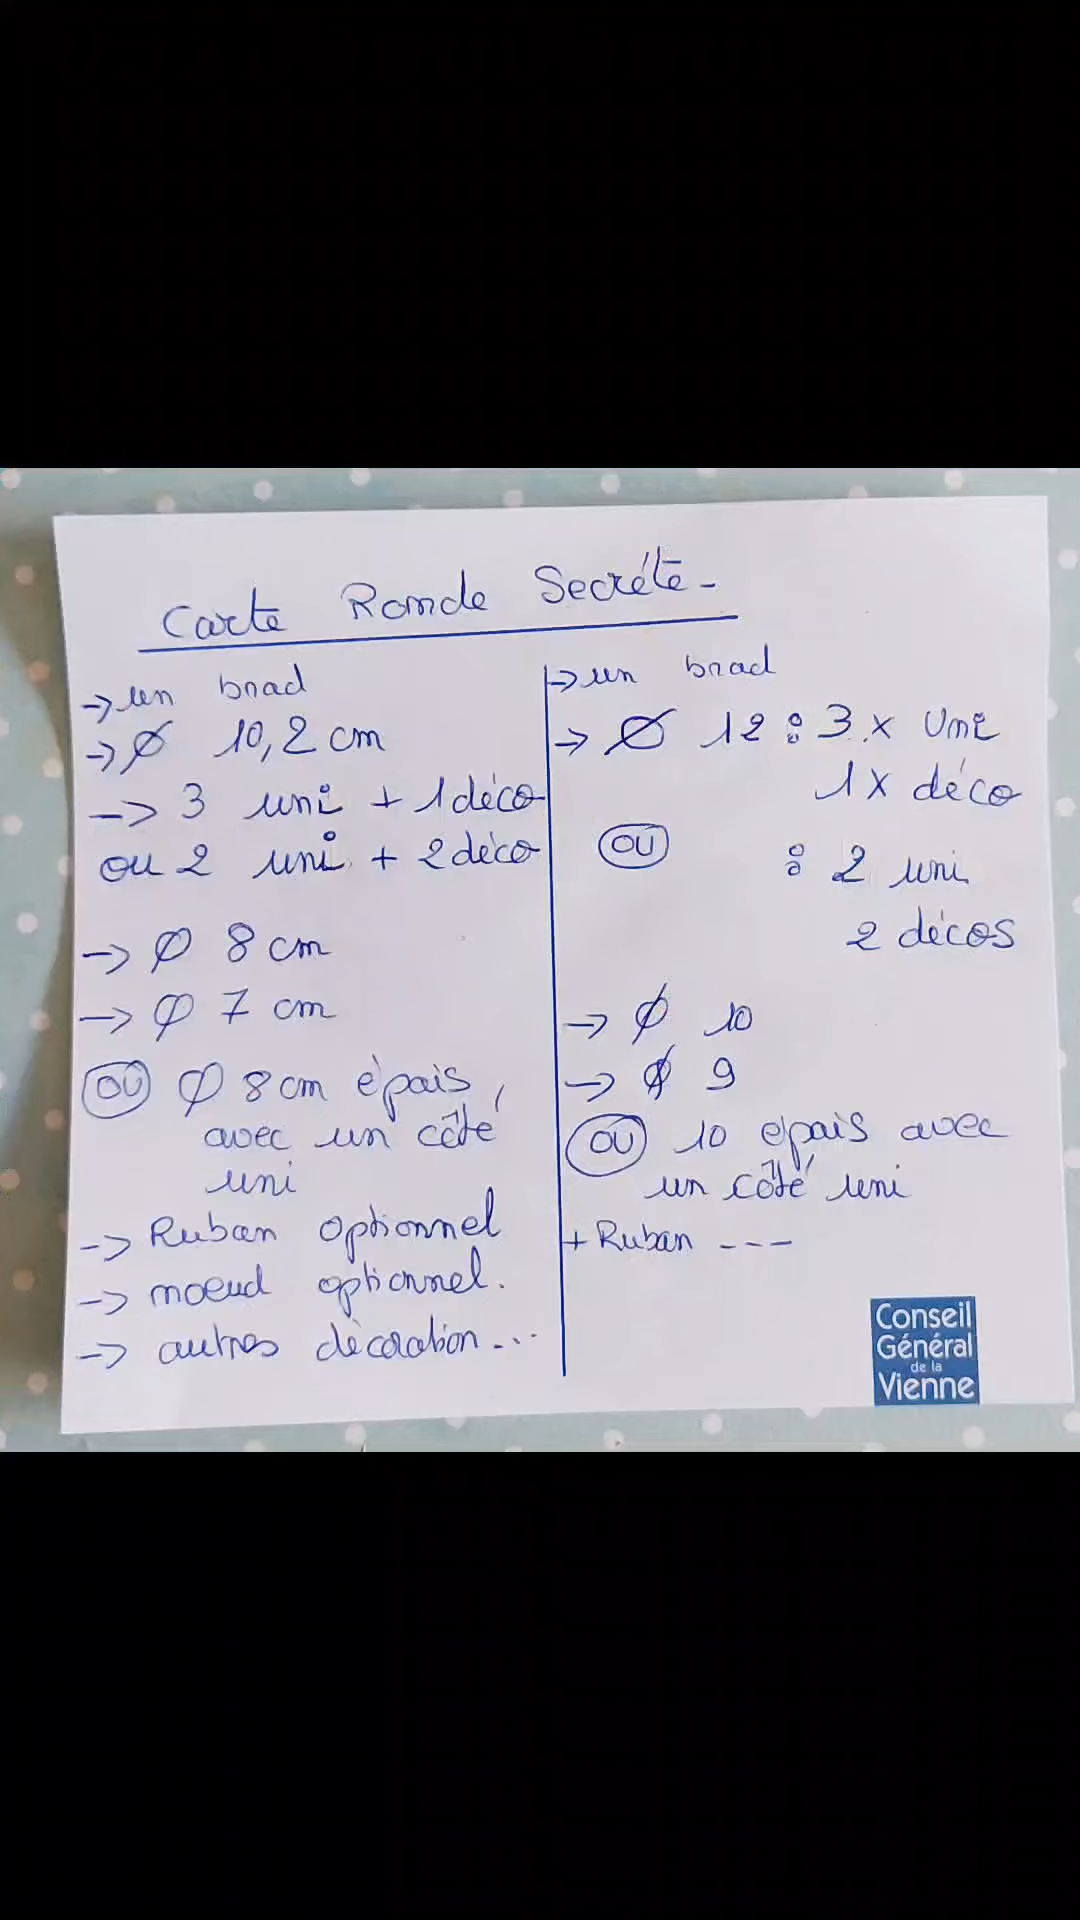 Carte Ronde Secréte -
→ un brad
→ Ø 10,2 cm
→ 3 uni + 1 déco
ou 2 uni + 2 déco
→ Ø 8 cm
→ Ø 7 cm
OU Ø 8 cm épais,
avec un côté
uni
→ Ruban optionnel
→ moeud optionnel.
→ autres décoration...
→ un brad
→ Ø 12 : 3 x Uni
1 x déco
OU : 2 uni
2 décos
→ Ø 10
→ Ø 9
OU 10 epais avec
un côté uni
+ Ruban ---
Conseil
Général
de la
Vienne